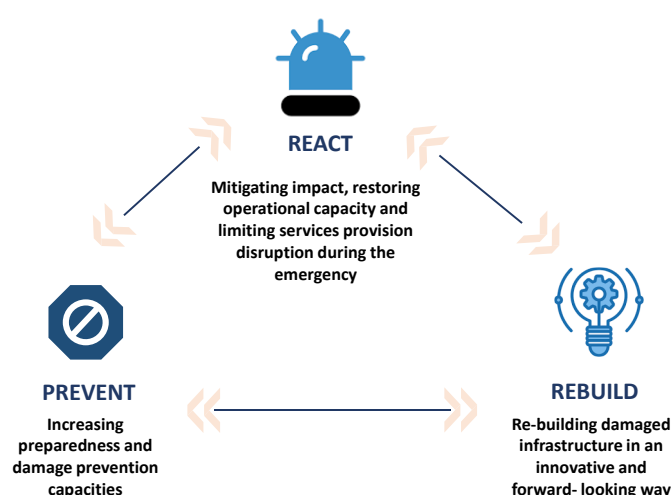 REACT
Mitigating impact, restoring
operational capacity and
limiting services provision
disruption during the
emergency
PREVENT
Increasing
preparedness and
damage prevention
capacities
REBUILD
Re-building damaged
infrastructure in an
innovative and
forward- looking way